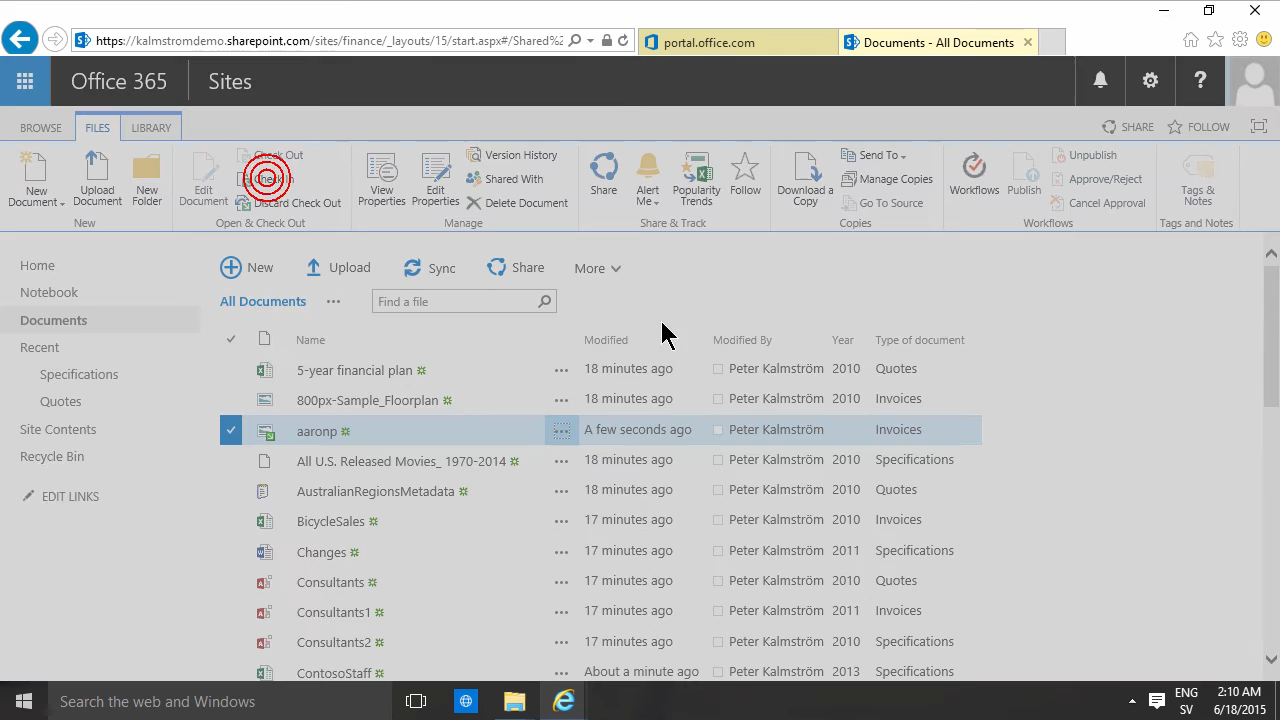 https://kalmstromdemo.sharepoint.com/sites/finance/_layouts/15/start.aspx#/Shared%2
portal.office.com
Documents - All Documents
Office 365
Sites
BROWSE
FILES
LIBRARY
SHARE
FOLLOW
New Document
Upload Document
New Folder
New
Edit Document
Check Out
Check In
Discard Check Out
Open & Check Out
View Properties
Edit Properties
Version History
Shared With
Delete Document
Manage
Share
Alert Me
Popularity Trends
Follow
Share & Track
Download a Copy
Send To
Manage Copies
Go To Source
Copies
Workflows
Publish
Unpublish
Approve/Reject
Cancel Approval
Workflows
Tags & Notes
Tags and Notes
Home
Notebook
Documents
Recent
Specifications
Quotes
Site Contents
Recycle Bin
EDIT LINKS
New Upload Sync Share More
All Documents ••• Find a file
Name Modified Modified By Year Type of document
5-year financial plan ••• 18 minutes ago Peter Kalmström 2010 Quotes
800px-Sample_Floorplan ••• 18 minutes ago Peter Kalmström 2010 Invoices
aaronp ••• A few seconds ago Peter Kalmström Invoices
All U.S. Released Movies_ 1970-2014 ••• 18 minutes ago Peter Kalmström 2010 Specifications
AustralianRegionsMetadata ••• 18 minutes ago Peter Kalmström 2010 Quotes
BicycleSales ••• 17 minutes ago Peter Kalmström 2010 Invoices
Changes ••• 17 minutes ago Peter Kalmström 2011 Specifications
Consultants ••• 17 minutes ago Peter Kalmström 2010 Quotes
Consultants1 ••• 17 minutes ago Peter Kalmström 2011 Invoices
Consultants2 ••• 17 minutes ago Peter Kalmström 2010 Specifications
ContosoStaff ••• About a minute ago Peter Kalmström 2013 Specifications
Search the web and Windows
ENG
SV
2:10 AM
6/18/2015